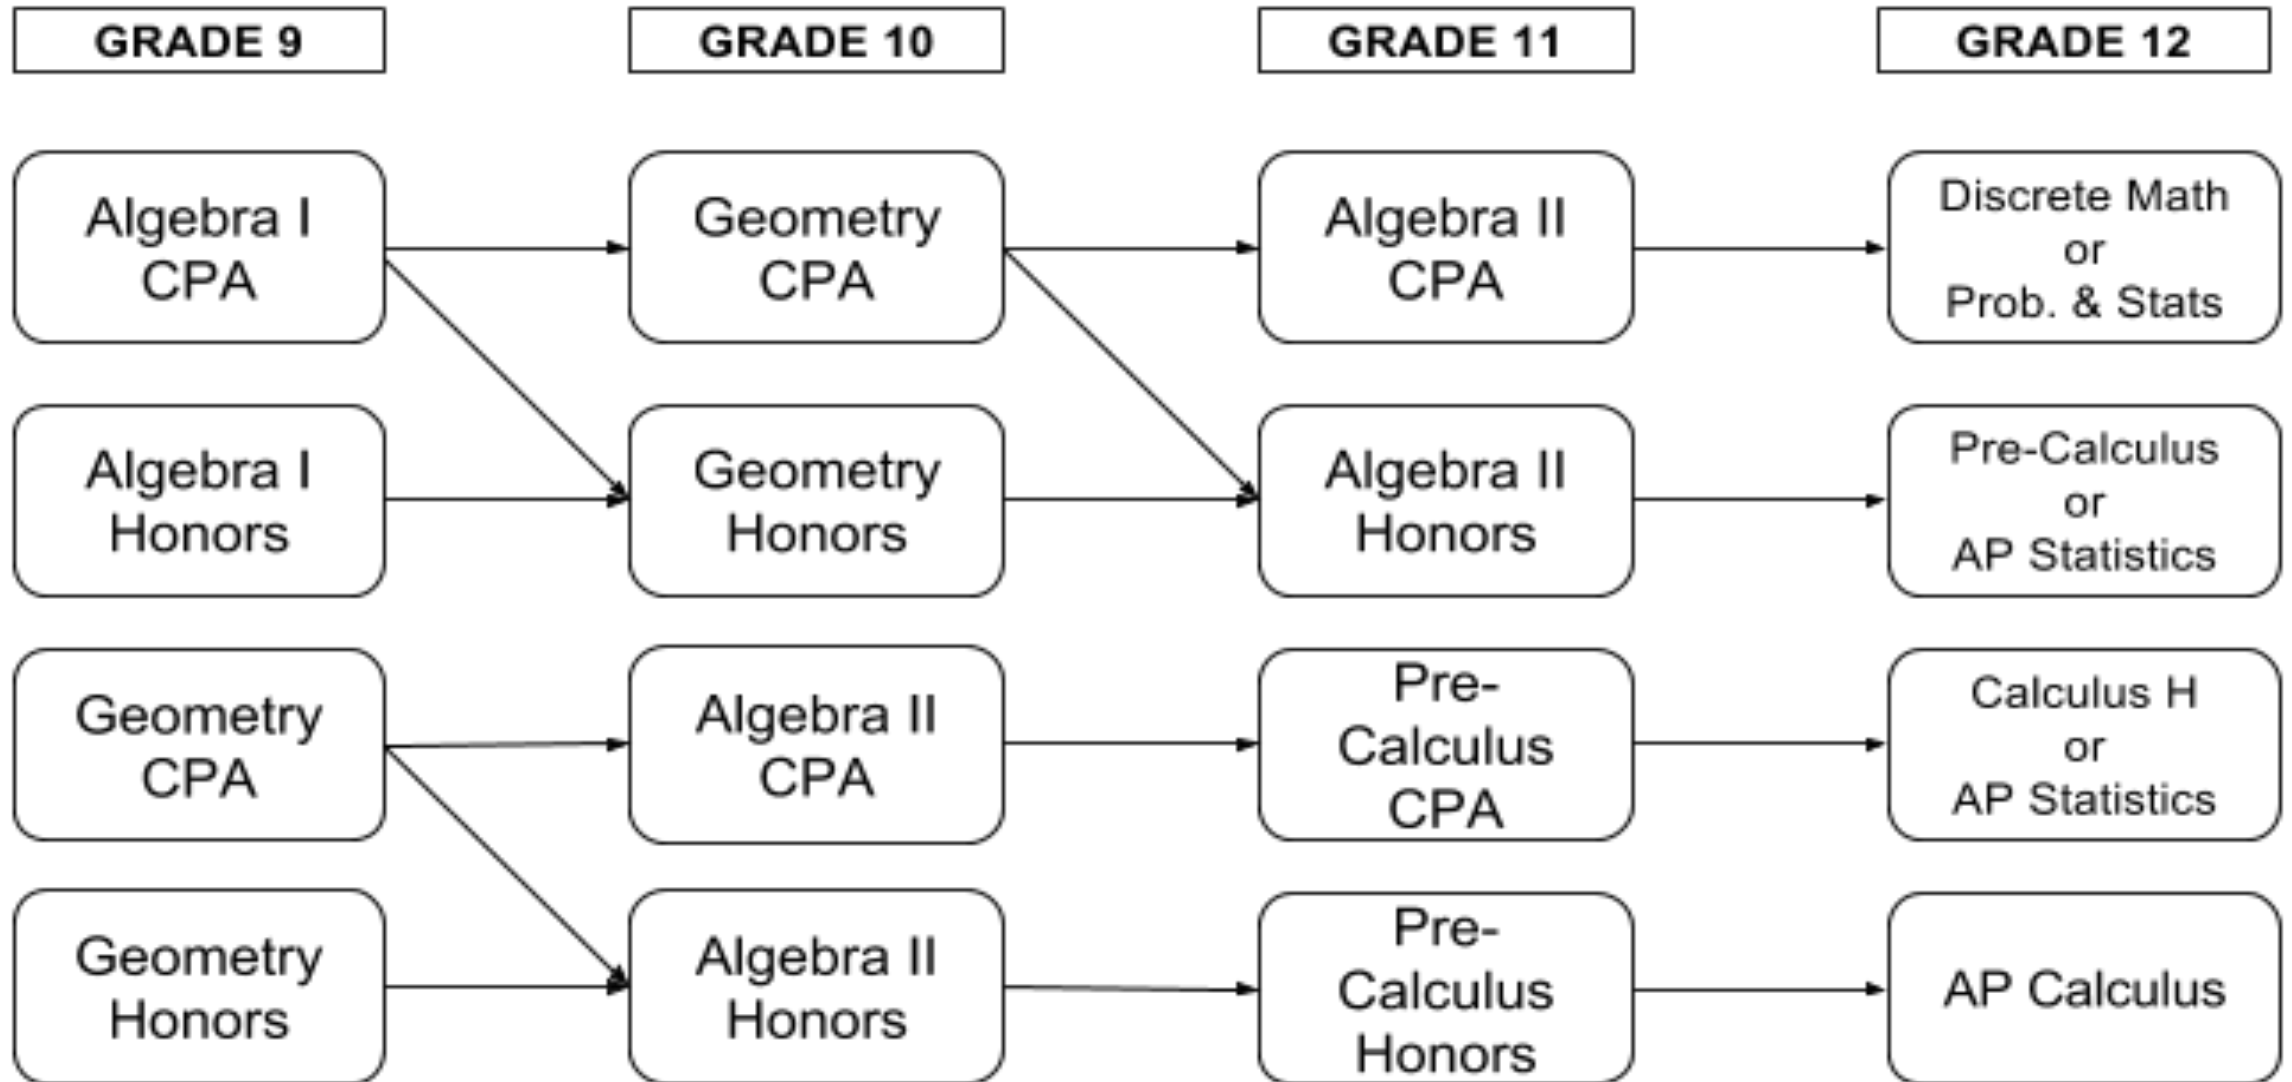 GRADE 9
GRADE 10
GRADE 11
GRADE 12
Algebra I
CPA
Geometry
CPA
Algebra II
CPA
Discrete Math
or
Prob. & Stats
Algebra I
Honors
Geometry
Honors
Algebra II
Honors
Pre-Calculus
or
AP Statistics
Geometry
CPA
Algebra II
CPA
Pre-
Calculus
CPA
Calculus H
or
AP Statistics
Geometry
Honors
Algebra II
Honors
Pre-
Calculus
Honors
AP Calculus